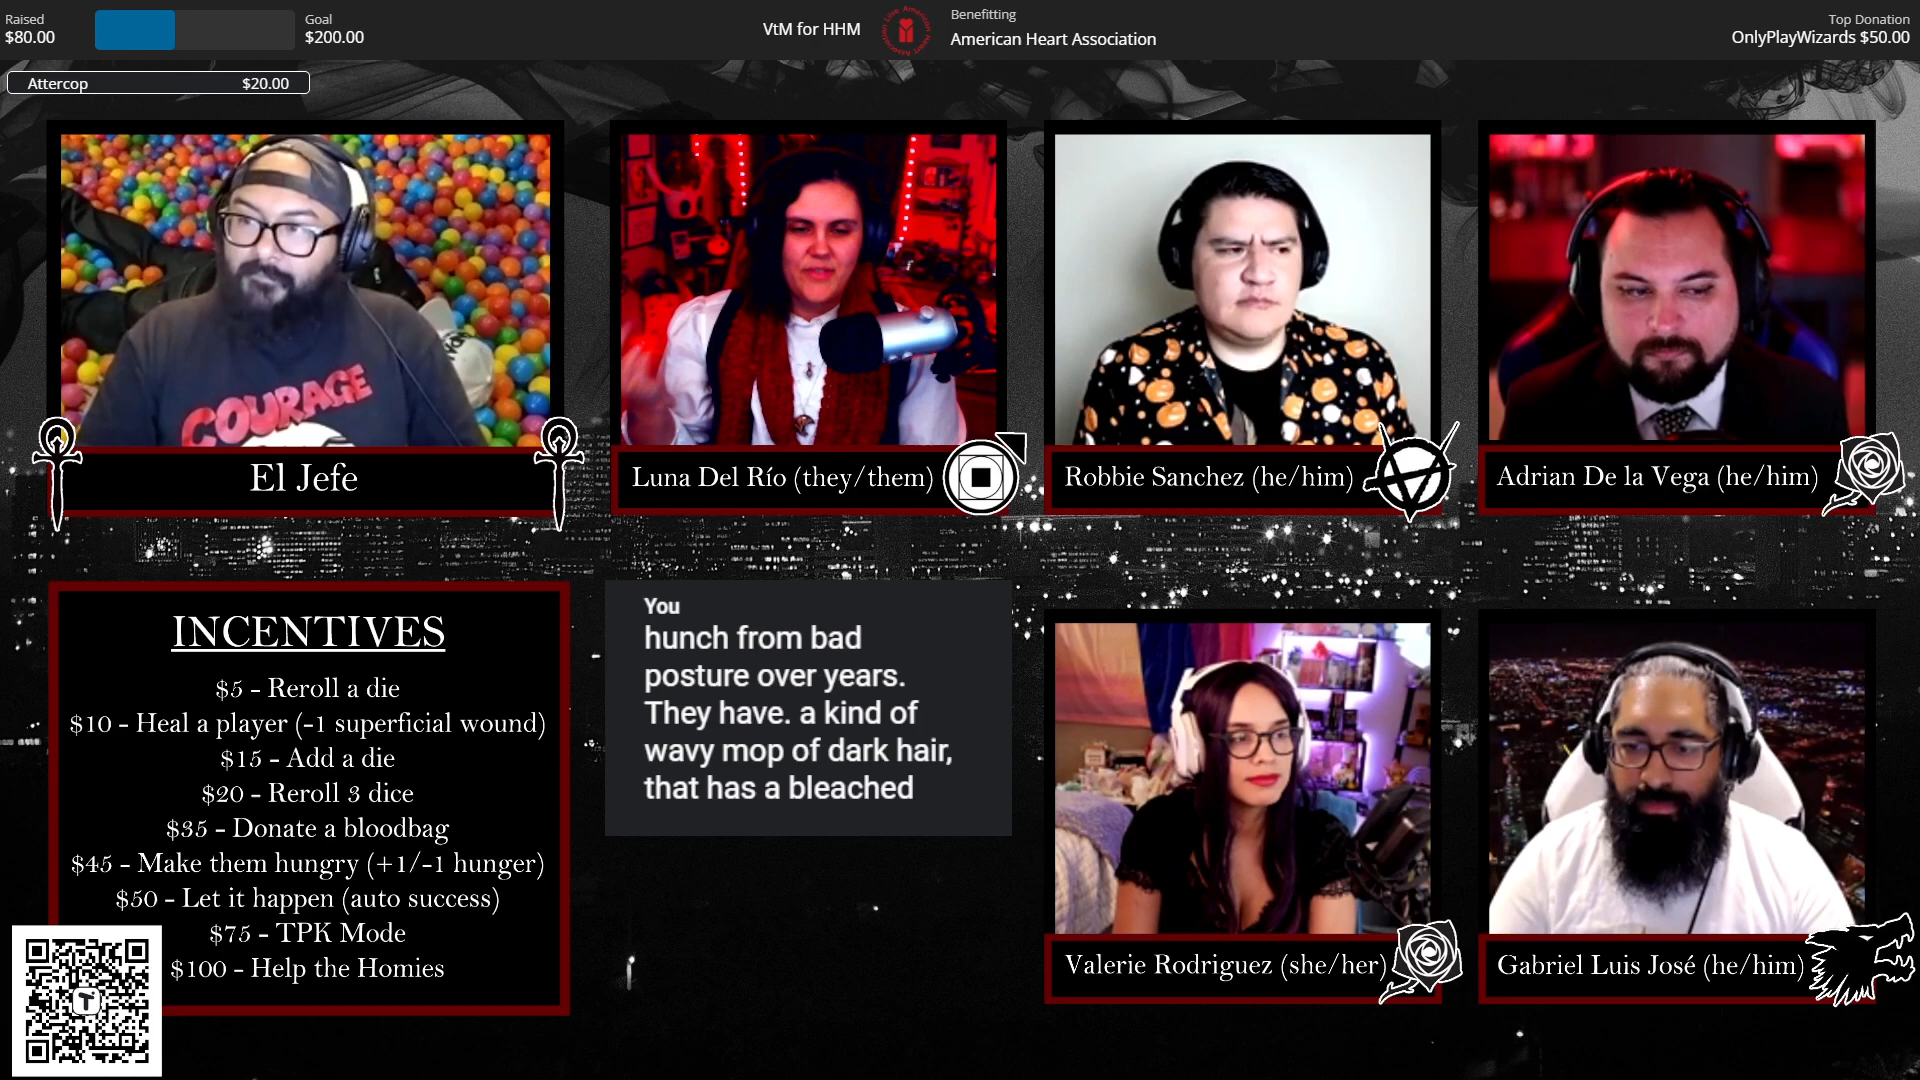 Raised
$80.00
Goal
$200.00
VtM for HHM
Benefitting
American Heart Association
Top Donation
OnlyPlayWizards $50.00
Attercop $20.00
COURAGE
El Jefe
Luna Del Río (they/them)
Robbie Sanchez (he/him)
Adrian De la Vega (he/him)
INCENTIVES
$5 - Reroll a die
$10 - Heal a player (-1 superficial wound)
$15 - Add a die
$20 - Reroll 3 dice
$35 - Donate a bloodbag
$45 - Make them hungry (+1/-1 hunger)
$50 - Let it happen (auto success)
$75 - TPK Mode
$100 - Help the Homies
T
You
hunch from bad
posture over years.
They have. a kind of
wavy mop of dark hair,
that has a bleached
Valerie Rodriguez (she/her)
Gabriel Luis José (he/him)